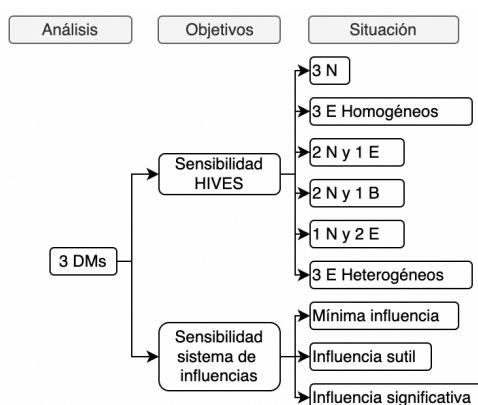 Análisis
Objetivos
Situación
3 DMs
Sensibilidad
HIVES
3 N
3 E Homogéneos
2 N y 1 E
2 N y 1 B
1 N y 2 E
3 E Heterogéneos
Sensibilidad
sistema de
influencias
Mínima influencia
Influencia sutil
Influencia significativa